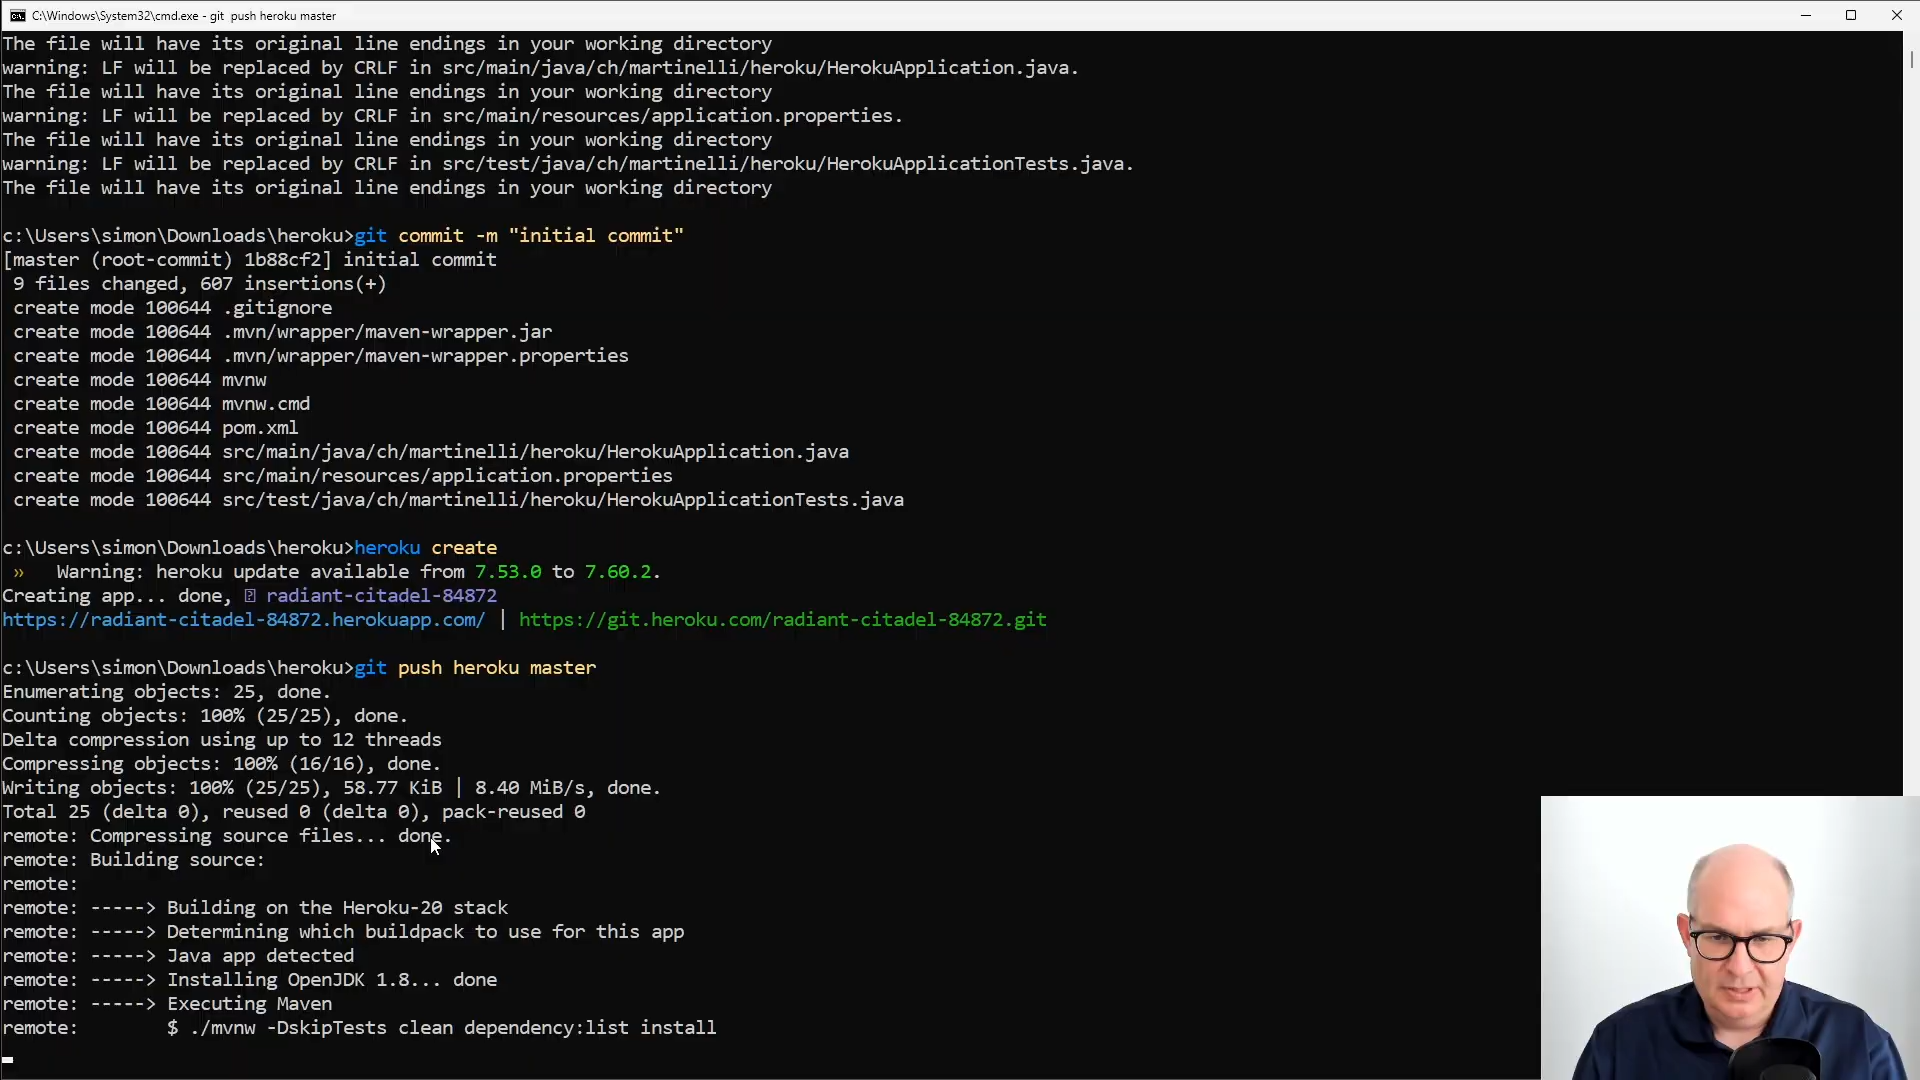 C:\Windows\System32\cmd.exe - git  push heroku master
The file will have its original line endings in your working directory
warning: LF will be replaced by CRLF in src/main/java/ch/martinelli/heroku/HerokuApplication.java.
The file will have its original line endings in your working directory
warning: LF will be replaced by CRLF in src/main/resources/application.properties.
The file will have its original line endings in your working directory
warning: LF will be replaced by CRLF in src/test/java/ch/martinelli/heroku/HerokuApplicationTests.java.
The file will have its original line endings in your working directory
c:\Users\simon\Downloads\heroku>git commit -m "initial commit"
[master (root-commit) 1b88cf2] initial commit
 9 files changed, 607 insertions(+)
 create mode 100644 .gitignore
 create mode 100644 .mvn/wrapper/maven-wrapper.jar
 create mode 100644 .mvn/wrapper/maven-wrapper.properties
 create mode 100644 mvnw
 create mode 100644 mvnw.cmd
 create mode 100644 pom.xml
 create mode 100644 src/main/java/ch/martinelli/heroku/HerokuApplication.java
 create mode 100644 src/main/resources/application.properties
 create mode 100644 src/test/java/ch/martinelli/heroku/HerokuApplicationTests.java
c:\Users\simon\Downloads\heroku>heroku create
 »   Warning: heroku update available from 7.53.0 to 7.60.2.
Creating app... done, ⍰ radiant-citadel-84872
https://radiant-citadel-84872.herokuapp.com/ | https://git.heroku.com/radiant-citadel-84872.git
c:\Users\simon\Downloads\heroku>git push heroku master
Enumerating objects: 25, done.
Counting objects: 100% (25/25), done.
Delta compression using up to 12 threads
Compressing objects: 100% (16/16), done.
Writing objects: 100% (25/25), 58.77 KiB | 8.40 MiB/s, done.
Total 25 (delta 0), reused 0 (delta 0), pack-reused 0
remote: Compressing source files... done.
remote: Building source:
remote:
remote: -----> Building on the Heroku-20 stack
remote: -----> Determining which buildpack to use for this app
remote: -----> Java app detected
remote: -----> Installing OpenJDK 1.8... done
remote: -----> Executing Maven
remote:        $ ./mvnw -DskipTests clean dependency:list install